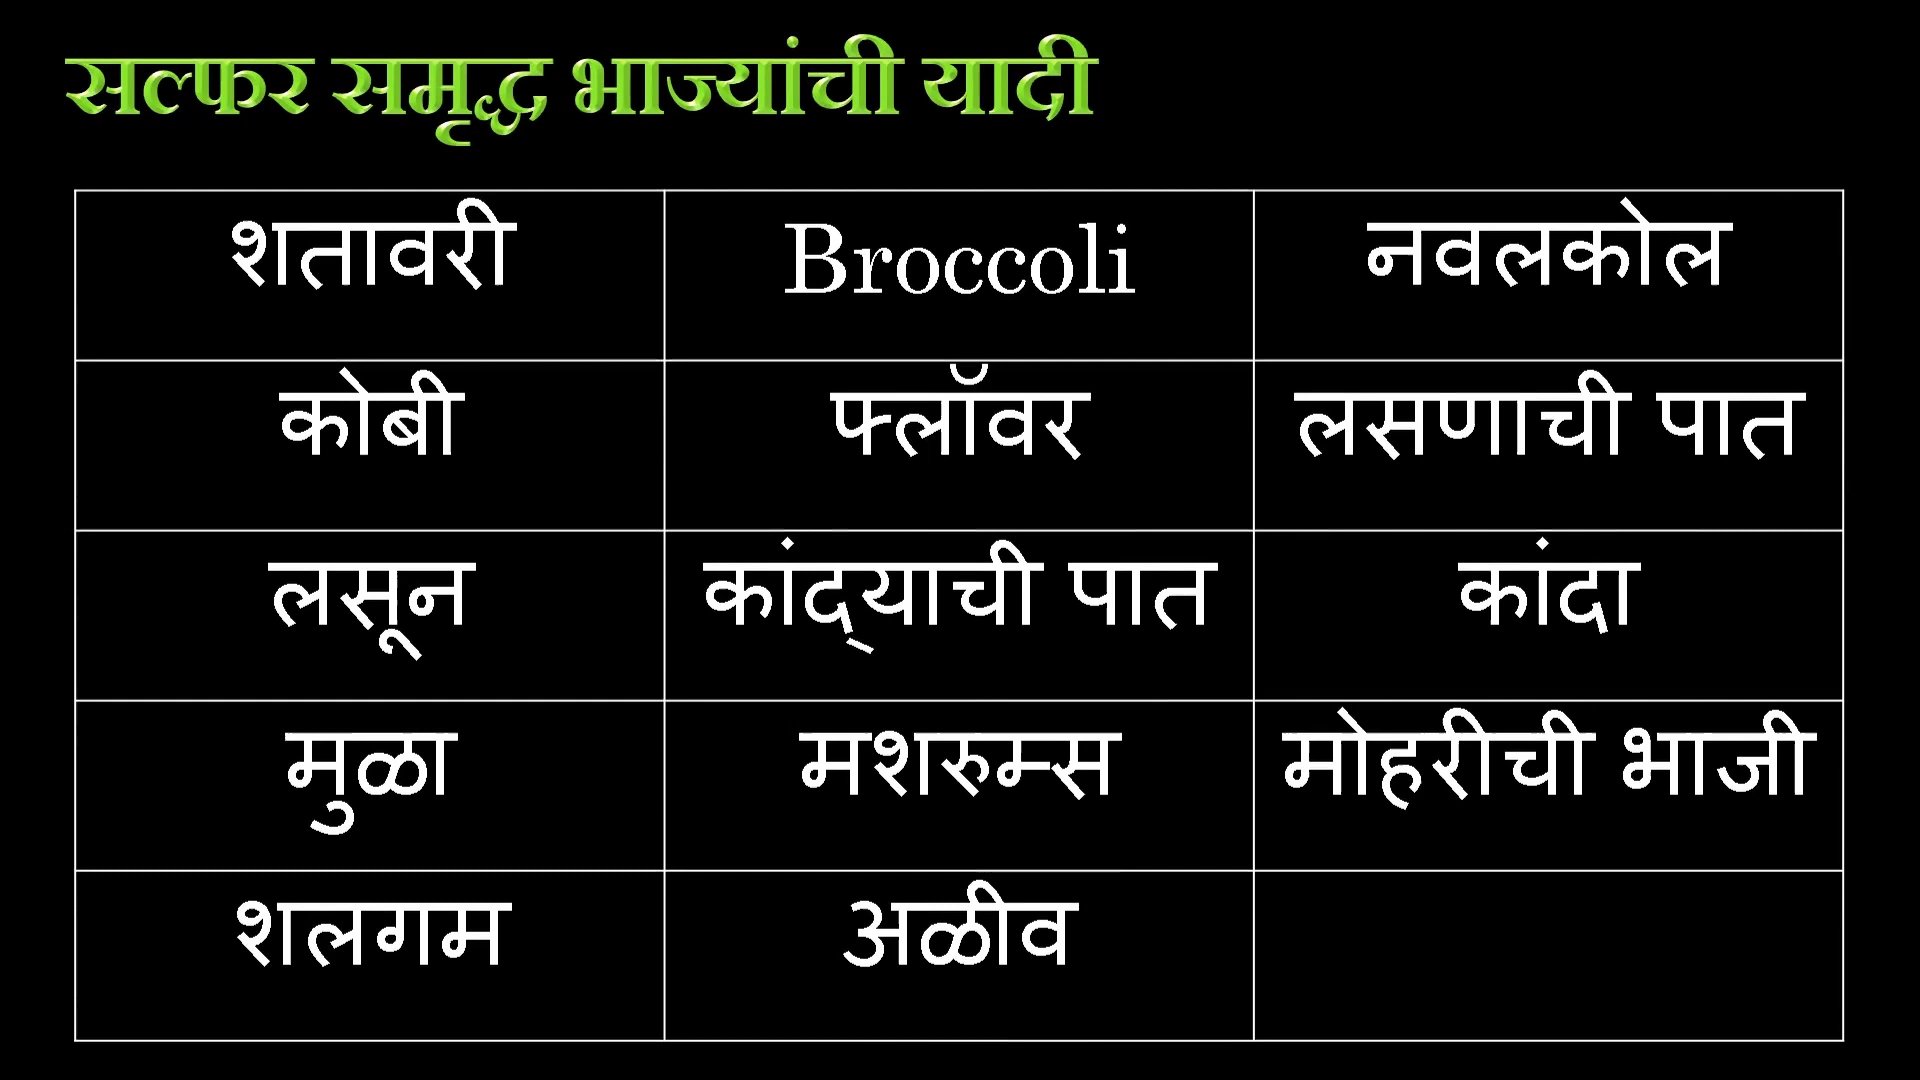 सल्फर समृद्ध भाज्यांची यादी
शतावरी Broccoli नवलकोल
कोबी फ्लॉवर लसणाची पात
लसून कांद्याची पात कांदा
मुळा मशरुम्स मोहरीची भाजी
शलगम अळीव